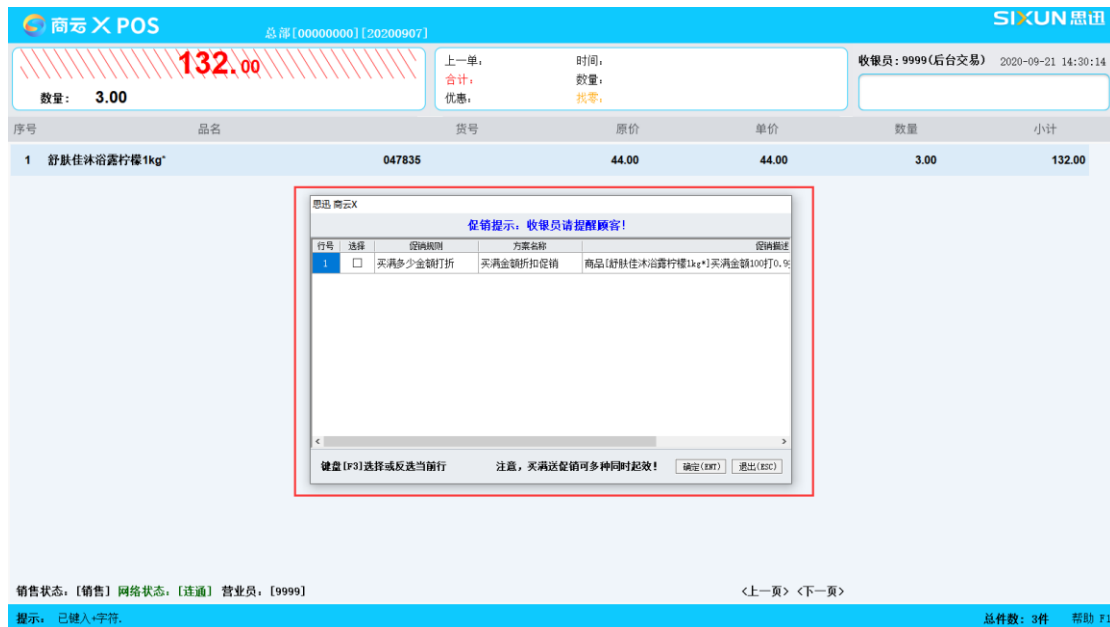 商云 X POS
总部[00000000][20200907]
SIXUN 思迅
132.00
数量: 3.00
上一单: 时间:
合计: 数量:
优惠: 找零:
收银员:9999(后台交易) 2020-09-21 14:30:14
序号 品名 货号 原价 单价 数量 小计
1 舒肤佳沐浴露柠檬1kg* 047835 44.00 44.00 3.00 132.00
思迅 商云X
促销提示: 收银员请提醒顾客!
行号 选择 促销规则 方案名称 促销描述
1 买满多少金额打折 买满金额折扣促销 商品[舒肤佳沐浴露柠檬1kg*]买满金额100打0.9
键盘[F3]选择或反选当前行 注意, 买满送促销可多种同时起效! 确定(ENT) 退出(ESC)
销售状态: [销售] 网络状态: [连通] 营业员: [9999] <上一页> <下一页>
提示: 已键入+字符. 总件数: 3件 帮助 F1